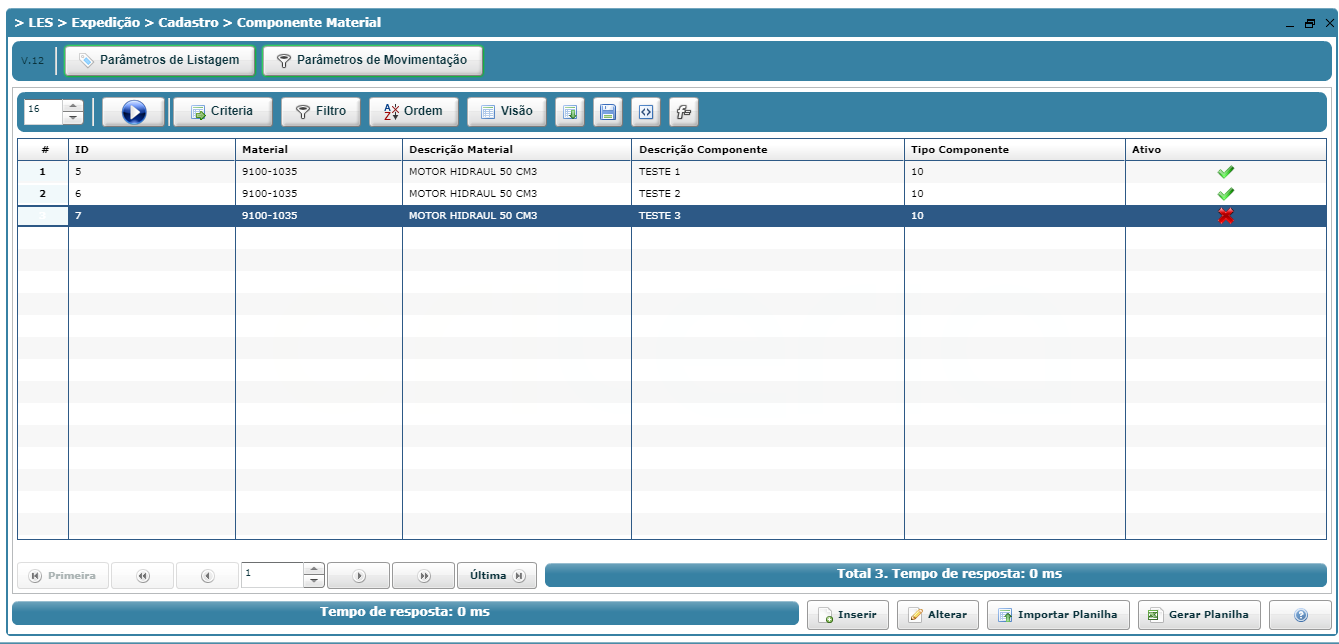 > LES > Expedição > Cadastro > Componente Material
V.12 Parâmetros de Listagem Parâmetros de Movimentação
16 Criteria Filtro Ordem Visão
# ID Material Descrição Material Descrição Componente Tipo Componente Ativo
1 5 9100-1035 MOTOR HIDRAUL 50 CM3 TESTE 1 10
2 6 9100-1035 MOTOR HIDRAUL 50 CM3 TESTE 2 10
3 7 9100-1035 MOTOR HIDRAUL 50 CM3 TESTE 3 10
Primeira 1 Última Total 3. Tempo de resposta: 0 ms
Tempo de resposta: 0 ms Inserir Alterar Importar Planilha Gerar Planilha